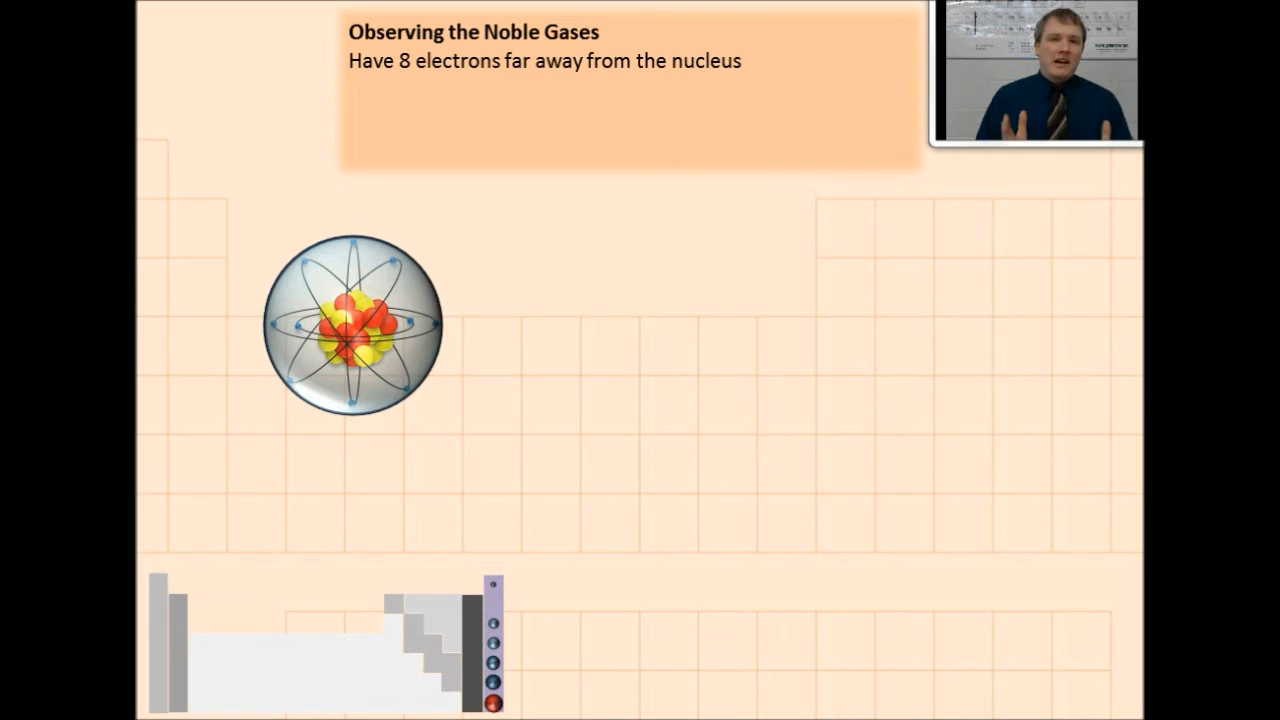 Observing the Noble Gases
Have 8 electrons far away from the nucleus